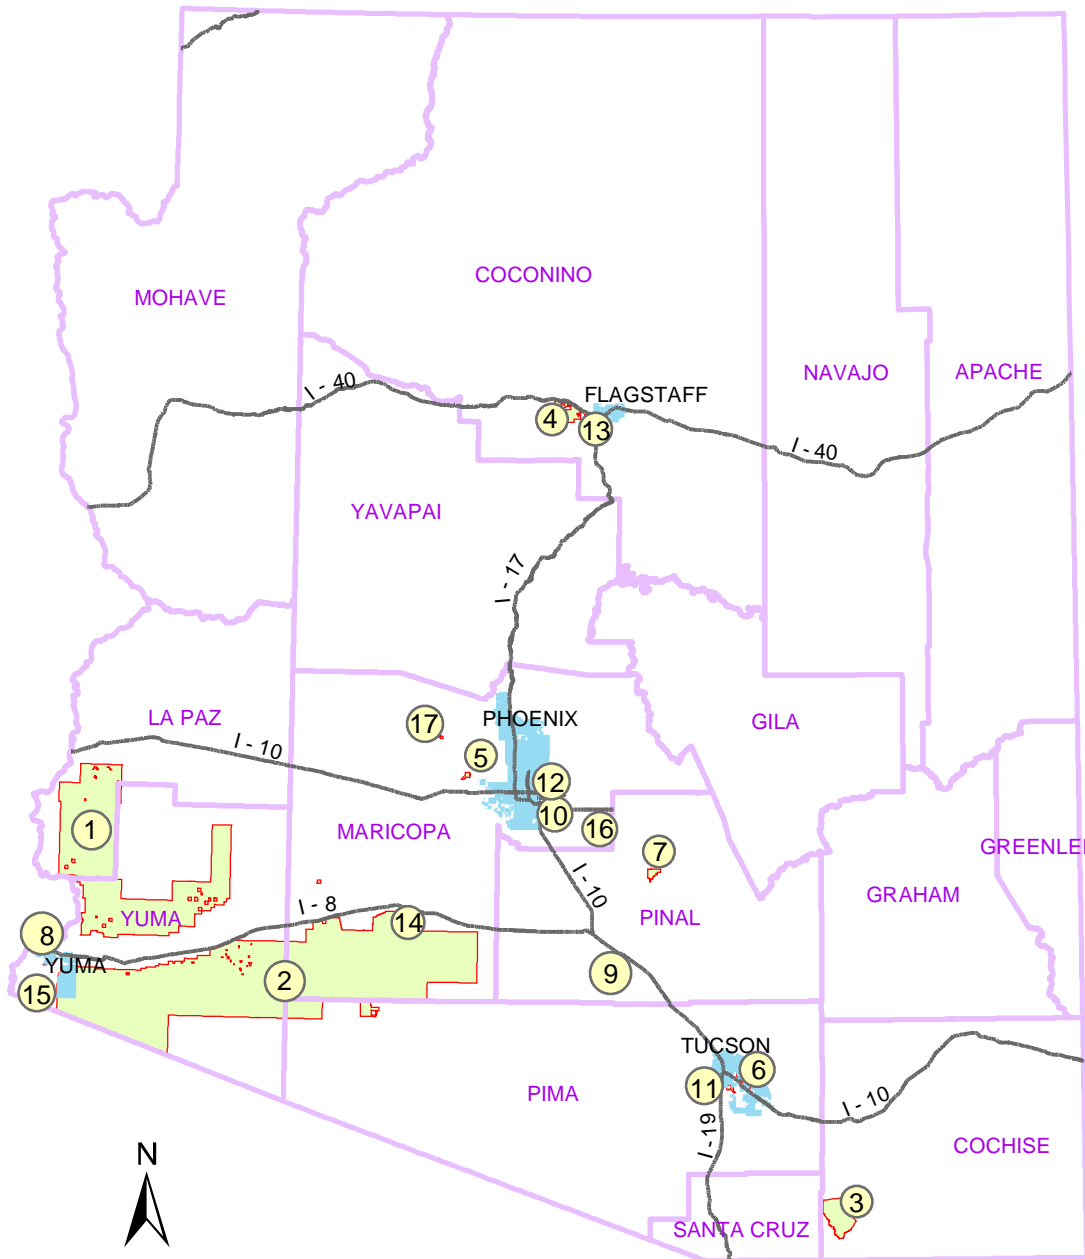 COCONINO
MOHAVE
NAVAJO
APACHE
I - 40
FLAGSTAFF
4
13
I - 40
YAVAPAI
I - 17
LA PAZ
17
PHOENIX
GILA
I - 10
5
12
1
MARICOPA
10
16
7
GREENLE
I - 10
GRAHAM
YUMA
I - 8
14
PINAL
8
YUMA
9
2
15
TUCSON
6
11
PIMA
I - 10
I - 19
COCHISE
N
3
SANTA CRUZ